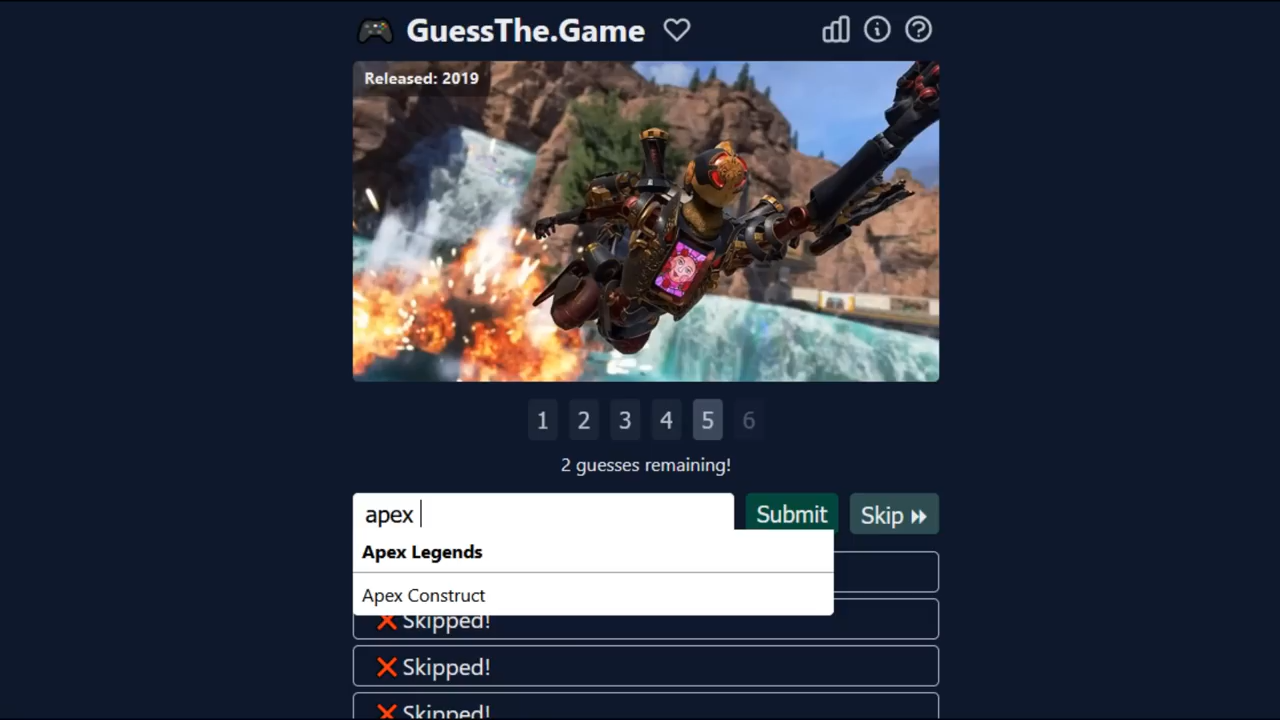 GuessThe.Game
Released: 2019
1 2 3 4 5 6
2 guesses remaining!
apex
Submit
Skip
Apex Legends
Apex Construct
Skipped!
Skipped!
Skipped!